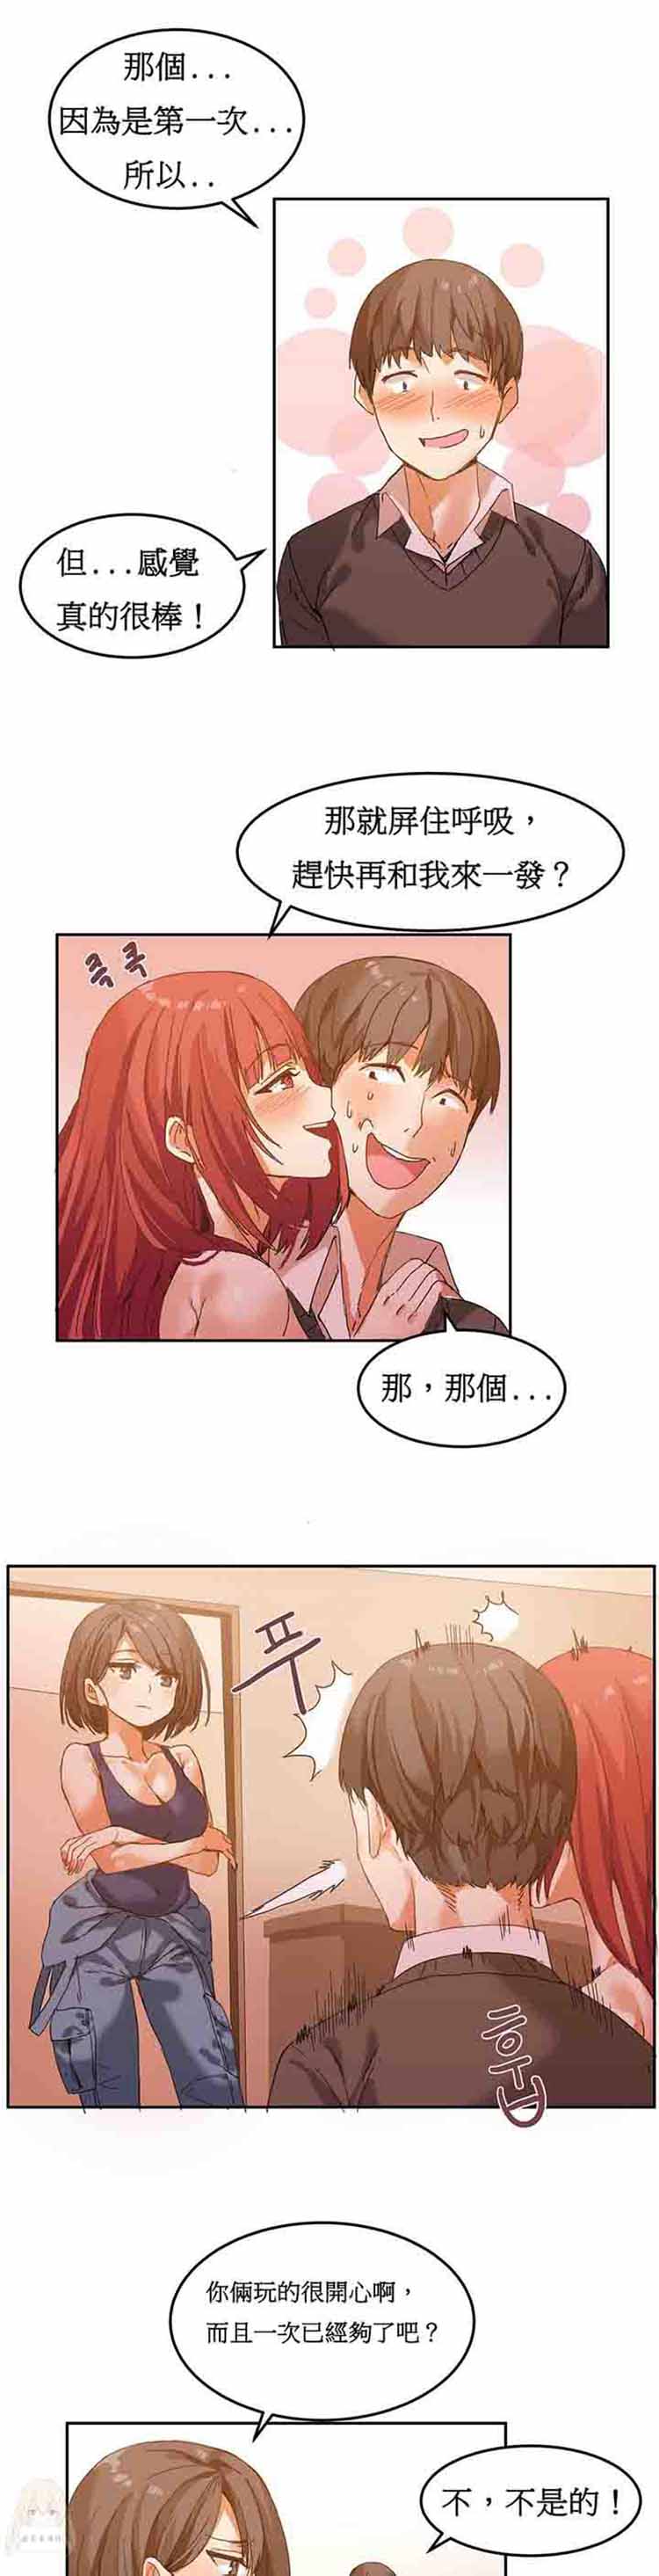 那個...
因為是第一次...
所以..
但...感覺
真的很棒！
那就屏住呼吸，
趕快再和我來一發？
큭큭
那，那個...
푸
흐읍
你倆玩的很開心啊，
而且一次已經夠了吧？
不，不是的！